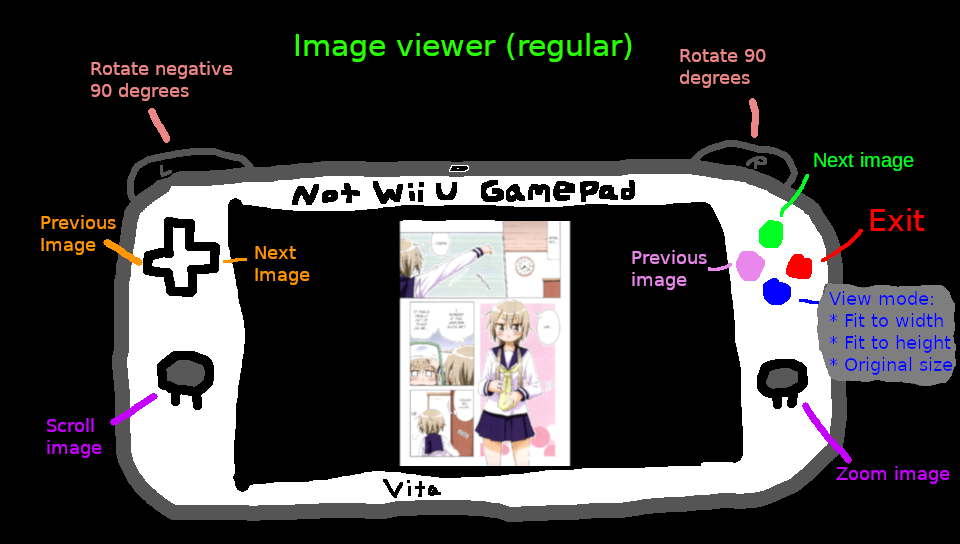 Image viewer (regular)
Rotate negative
90 degrees
Rotate 90
degrees
L
Next image
Not Wii U GamePad
Previous
Image
Next
Image
Exit
Previous
image
View mode:
* Fit to width
* Fit to height
* Original size
Scroll
image
Zoom image
Vita